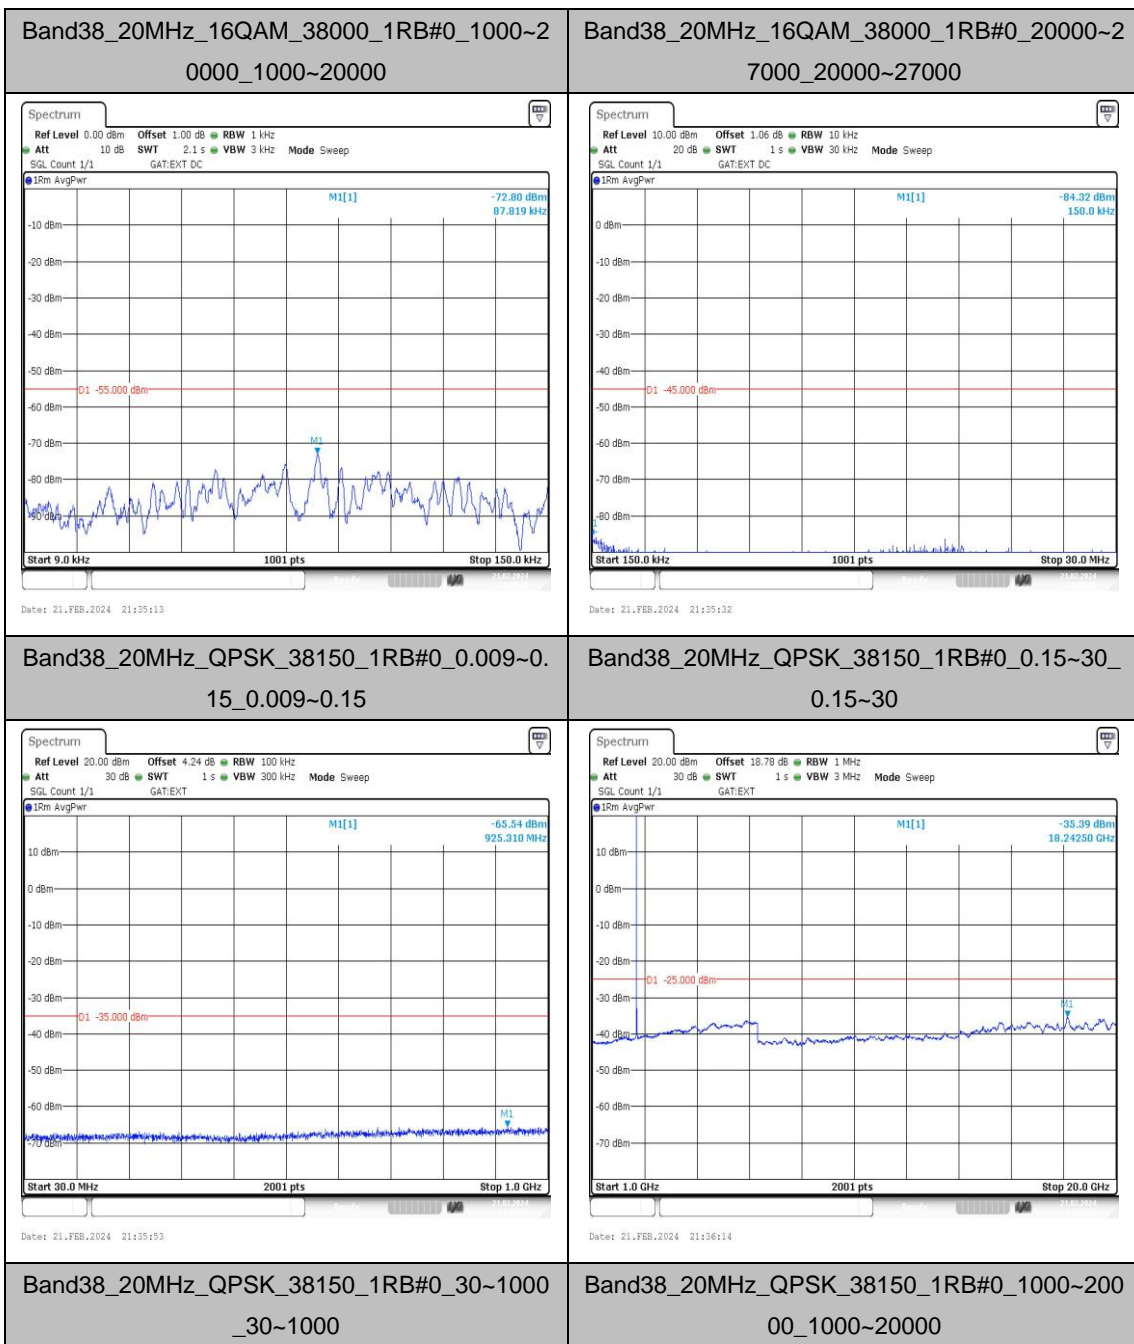 Band38_20MHz_16QAM_38000_1RB#0_1000~2
0000_1000~20000
Band38_20MHz_16QAM_38000_1RB#0_20000~2
7000_20000~27000
Spectrum
Ref Level 0.00 dBm Offset 1.00 dB RBW 1 kHz
Att 10 dB SWT 2.1 s VBW 3 kHz Mode Sweep
SGL Count 1/1 GAT:EXT DC
1Rm AvgPwr
M1[1] -72.80 dBm
87.819 kHz
-10 dBm
-20 dBm
-30 dBm
-40 dBm
-50 dBm
D1 -55.000 dBm
-60 dBm
-70 dBm
M1
-80 dBm
-90 dBm
Start 9.0 kHz 1001 pts Stop 150.0 kHz
Date: 21.FEB.2024 21:35:13
Spectrum
Ref Level 10.00 dBm Offset 1.06 dB RBW 10 kHz
Att 20 dB SWT 1 s VBW 30 kHz Mode Sweep
SGL Count 1/1 GAT:EXT DC
1Rm AvgPwr
M1[1] -84.32 dBm
150.0 kHz
0 dBm
-10 dBm
-20 dBm
-30 dBm
-40 dBm
D1 -45.000 dBm
-50 dBm
-60 dBm
-70 dBm
-80 dBm
Start 150.0 kHz 1001 pts Stop 30.0 MHz
Date: 21.FEB.2024 21:35:32
Band38_20MHz_QPSK_38150_1RB#0_0.009~0.
15_0.009~0.15
Band38_20MHz_QPSK_38150_1RB#0_0.15~30_
0.15~30
Spectrum
Ref Level 20.00 dBm Offset 4.24 dB RBW 100 kHz
Att 30 dB SWT 1 s VBW 300 kHz Mode Sweep
SGL Count 1/1 GAT:EXT
1Rm AvgPwr
M1[1] -65.54 dBm
925.310 MHz
10 dBm
0 dBm
-10 dBm
-20 dBm
-30 dBm
D1 -35.000 dBm
-40 dBm
-50 dBm
-60 dBm
M1
-70 dBm
Start 30.0 MHz 2001 pts Stop 1.0 GHz
Date: 21.FEB.2024 21:35:53
Spectrum
Ref Level 20.00 dBm Offset 18.78 dB RBW 1 MHz
Att 30 dB SWT 1 s VBW 3 MHz Mode Sweep
SGL Count 1/1 GAT:EXT
1Rm AvgPwr
M1[1] -35.39 dBm
18.24250 GHz
10 dBm
0 dBm
-10 dBm
-20 dBm
D1 -25.000 dBm
-30 dBm
M1
-40 dBm
-50 dBm
-60 dBm
-70 dBm
Start 1.0 GHz 2001 pts Stop 20.0 GHz
Date: 21.FEB.2024 21:36:14
Band38_20MHz_QPSK_38150_1RB#0_30~1000
_30~1000
Band38_20MHz_QPSK_38150_1RB#0_1000~200
00_1000~20000